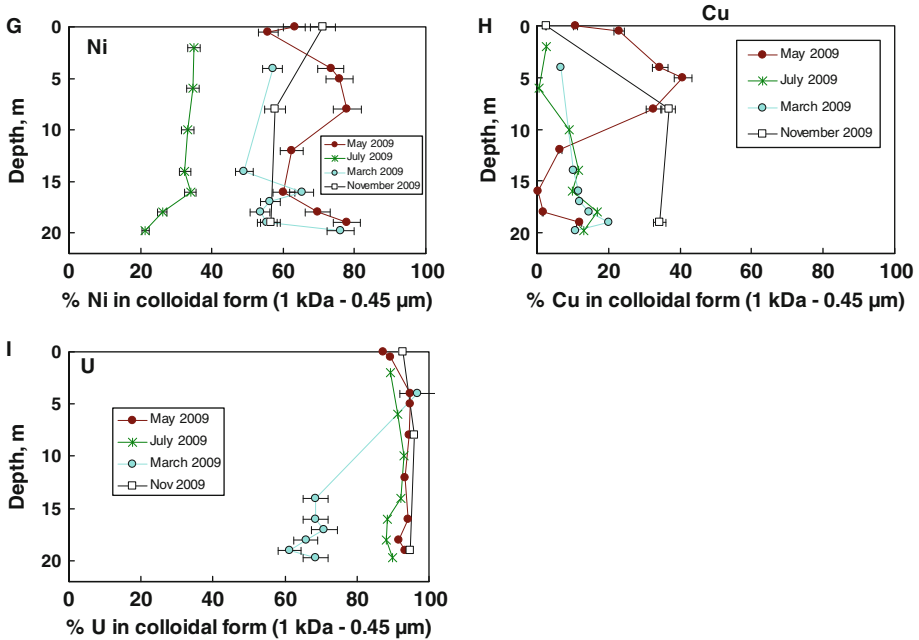 G
Ni
Depth, m
0
5
10
15
20
May 2009
July 2009
March 2009
November 2009
0 20 40 60 80 100
% Ni in colloidal form (1 kDa - 0.45 µm)
H
Cu
Depth, m
0
5
10
15
20
May 2009
July 2009
March 2009
November 2009
0 20 40 60 80 100
% Cu in colloidal form (1 kDa - 0.45 µm)
I
U
Depth, m
0
5
10
15
20
May 2009
July 2009
March 2009
Nov 2009
0 20 40 60 80 100
% U in colloidal form (1 kDa - 0.45 µm)